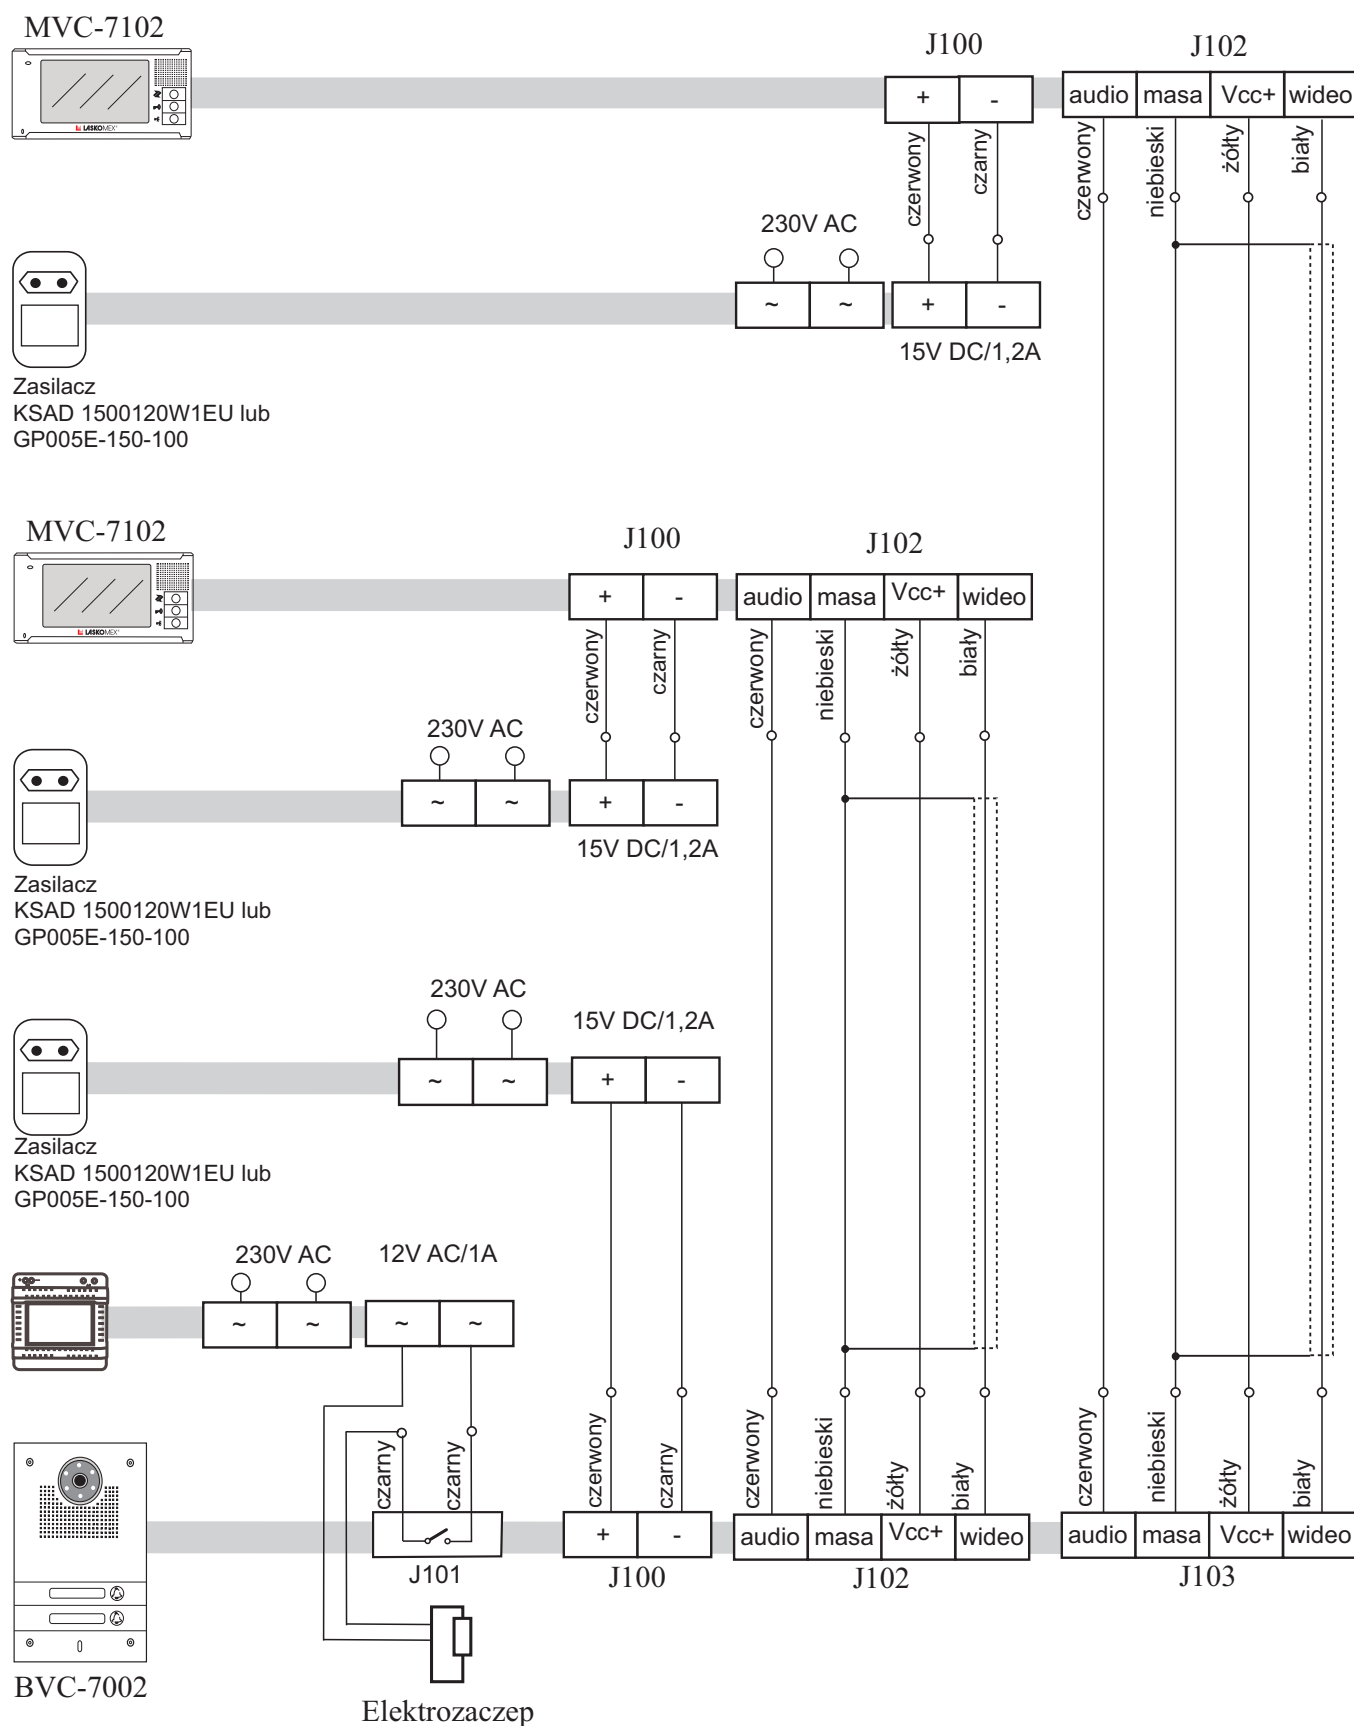 MVC-7102
J100
J102
+ -
audio masa Vcc+ wideo
LASKOMEX
czerwony
czarny
czerwony
niebieski
żółty
biały
230V AC
~ ~ + -
15V DC/1,2A
Zasilacz
KSAD 1500120W1EU lub
GP005E-150-100
MVC-7102
J100
J102
+ -
audio masa Vcc+ wideo
LASKOMEX
czerwony
czarny
czerwony
niebieski
żółty
biały
230V AC
~ ~ + -
15V DC/1,2A
Zasilacz
KSAD 1500120W1EU lub
GP005E-150-100
230V AC
15V DC/1,2A
~ ~ + -
Zasilacz
KSAD 1500120W1EU lub
GP005E-150-100
230V AC
12V AC/1A
~ ~ ~ ~
czarny
czarny
czerwony
czarny
czerwony
niebieski
żółty
biały
czerwony
niebieski
żółty
biały
+ -
audio masa Vcc+ wideo
audio masa Vcc+ wideo
J101
J100
J102
J103
BVC-7002
Elektrozaczep